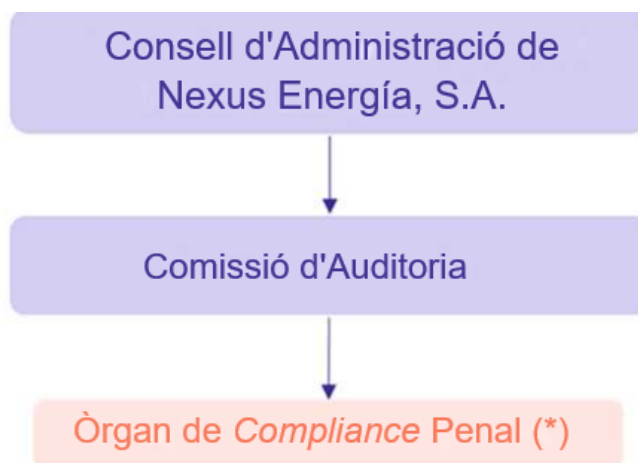 Consell d'Administració de
Nexus Energía, S.A.
Comissió d'Auditoria
Òrgan de Compliance Penal (*)